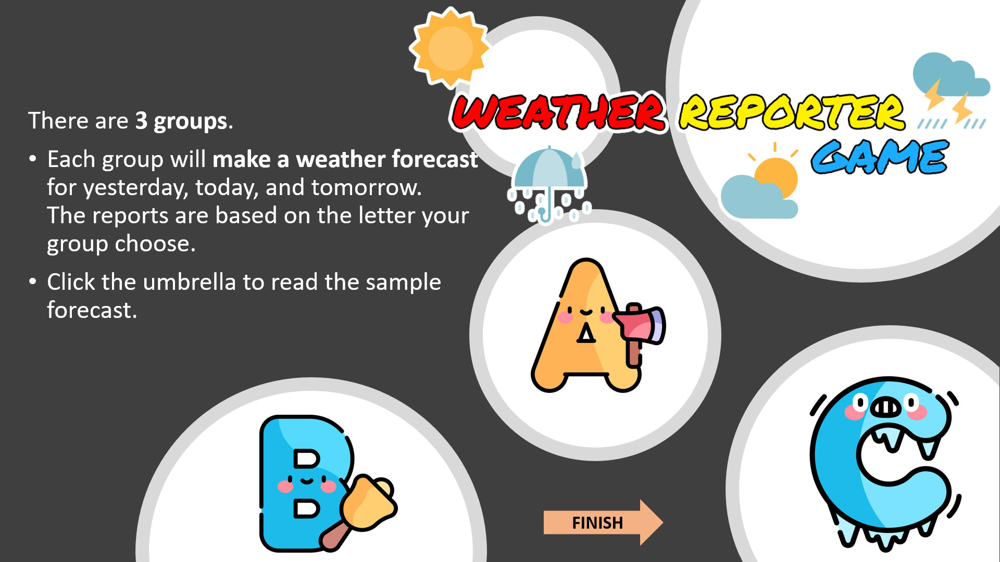 WEATHER REPORTER
GAME
There are 3 groups.
• Each group will make a weather forecast
for yesterday, today, and tomorrow.
The reports are based on the letter your
group choose.
• Click the umbrella to read the sample
forecast.
A
B
C
FINISH